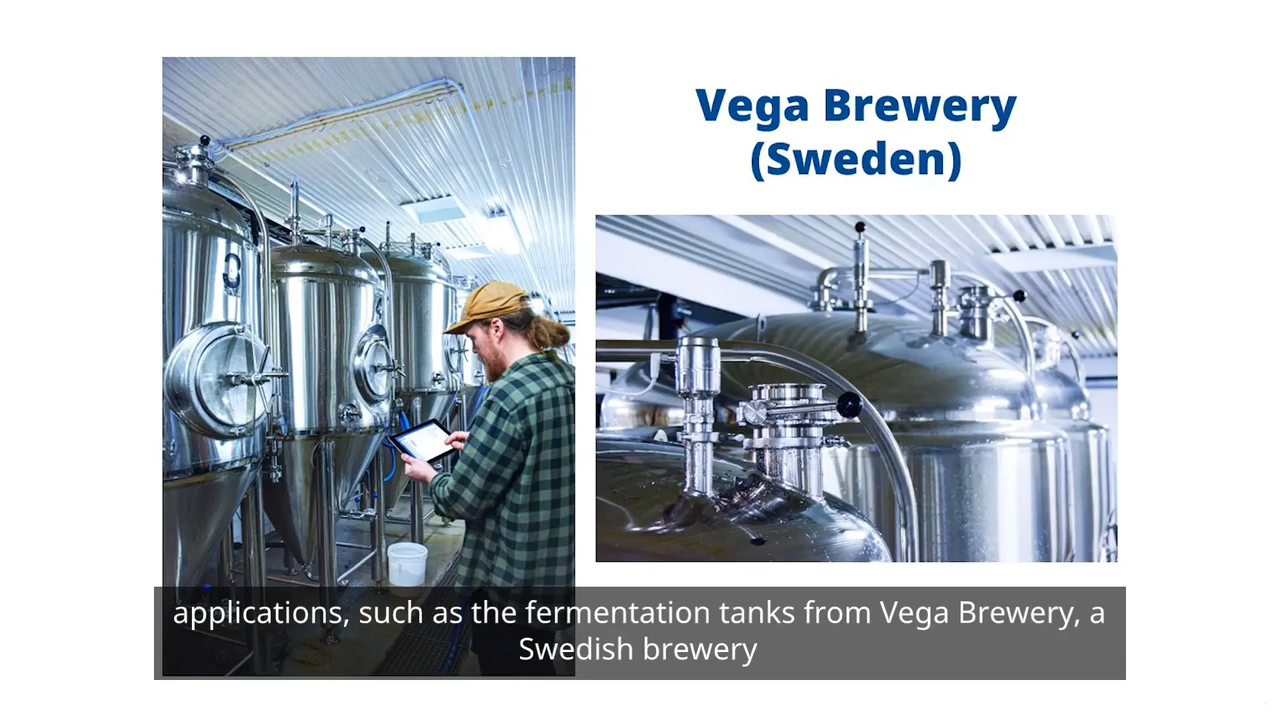 Vega Brewery
(Sweden)
applications, such as the fermentation tanks from Vega Brewery, a
Swedish brewery